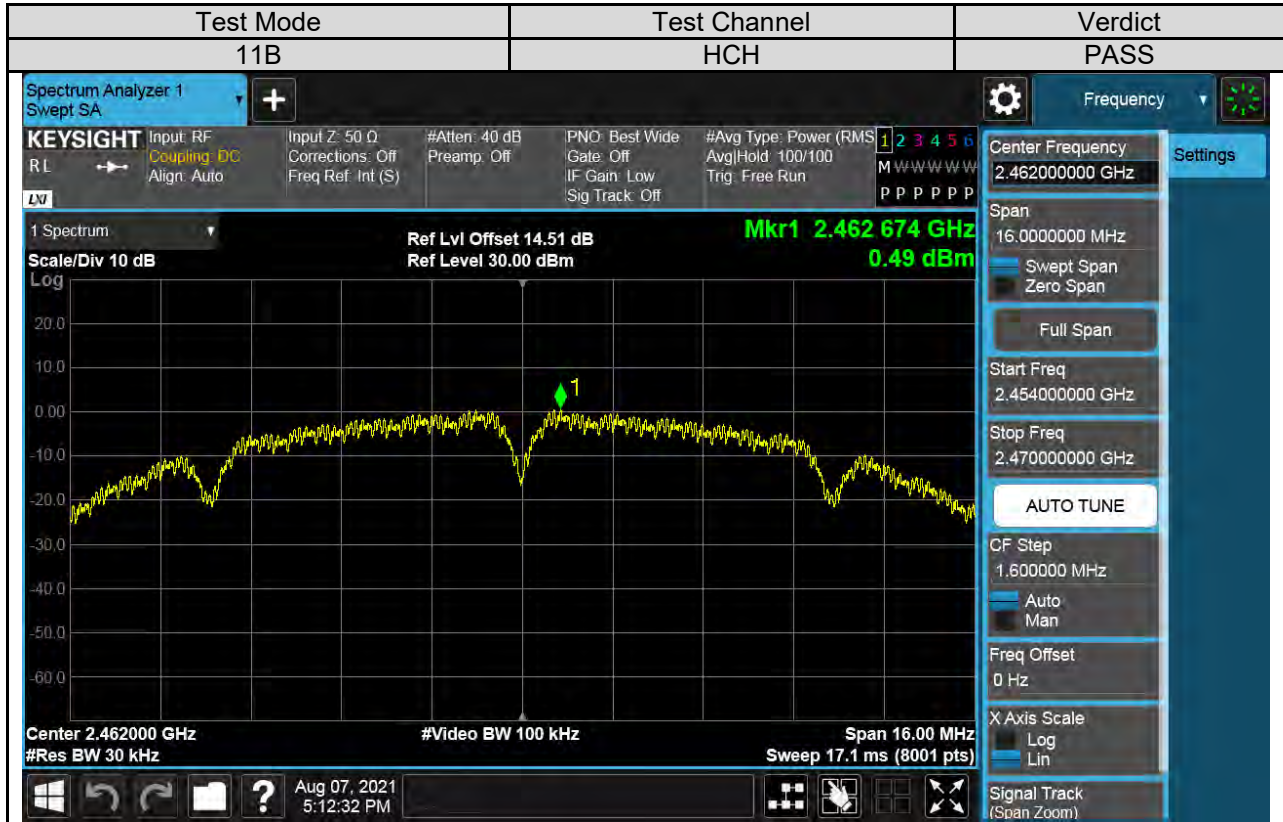 Test Mode Test Channel Verdict
11B HCH PASS
Spectrum Analyzer 1
Swept SA
+
Frequency
KEYSIGHT
R L
LXI
Input: RF
Coupling: DC
Align: Auto
Input Z: 50 Ω
Corrections: Off
Freq Ref: Int (S)
#Atten: 40 dB
Preamp: Off
PNO: Best Wide
Gate: Off
IF Gain: Low
Sig Track: Off
#Avg Type: Power (RMS
Avg|Hold: 100/100
Trig: Free Run
1 2 3 4 5 6
M W W W W W
P P P P P P
Center Frequency
2.462000000 GHz
Settings
Span
16.0000000 MHz
Swept Span
Zero Span
Full Span
Start Freq
2.454000000 GHz
Stop Freq
2.470000000 GHz
AUTO TUNE
CF Step
1.600000 MHz
Auto
Man
Freq Offset
0 Hz
X Axis Scale
Log
Lin
Signal Track
(Span Zoom)
1 Spectrum
Scale/Div 10 dB
Log
Ref Lvl Offset 14.51 dB
Ref Level 30.00 dBm
Mkr1 2.462 674 GHz
0.49 dBm
20.0
10.0
1
0.00
-10.0
-20.0
-30.0
-40.0
-50.0
-60.0
Center 2.462000 GHz
#Res BW 30 kHz
#Video BW 100 kHz
Span 16.00 MHz
Sweep 17.1 ms (8001 pts)
?
Aug 07, 2021
5:12:32 PM